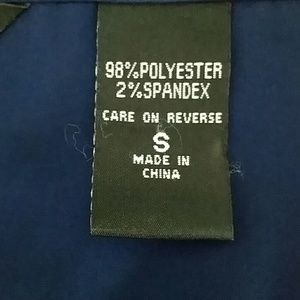 98%POLYESTER
2%SPANDEX
CARE ON REVERSE
S
MADE IN
CHINA